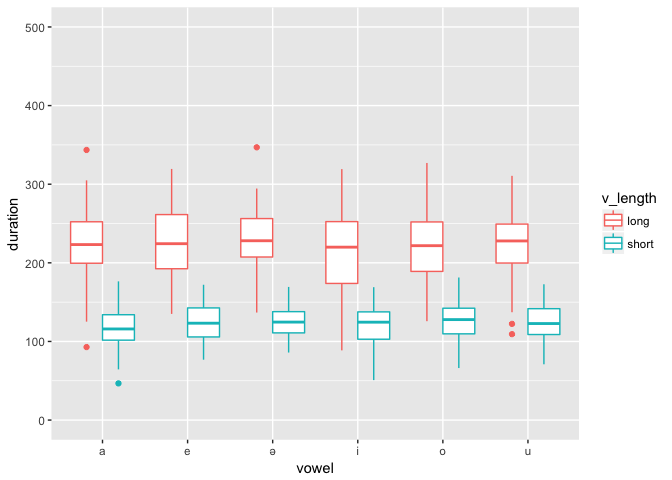 500
400
300
200
100
0
duration
a e ə i o u
vowel
v_length
long
short